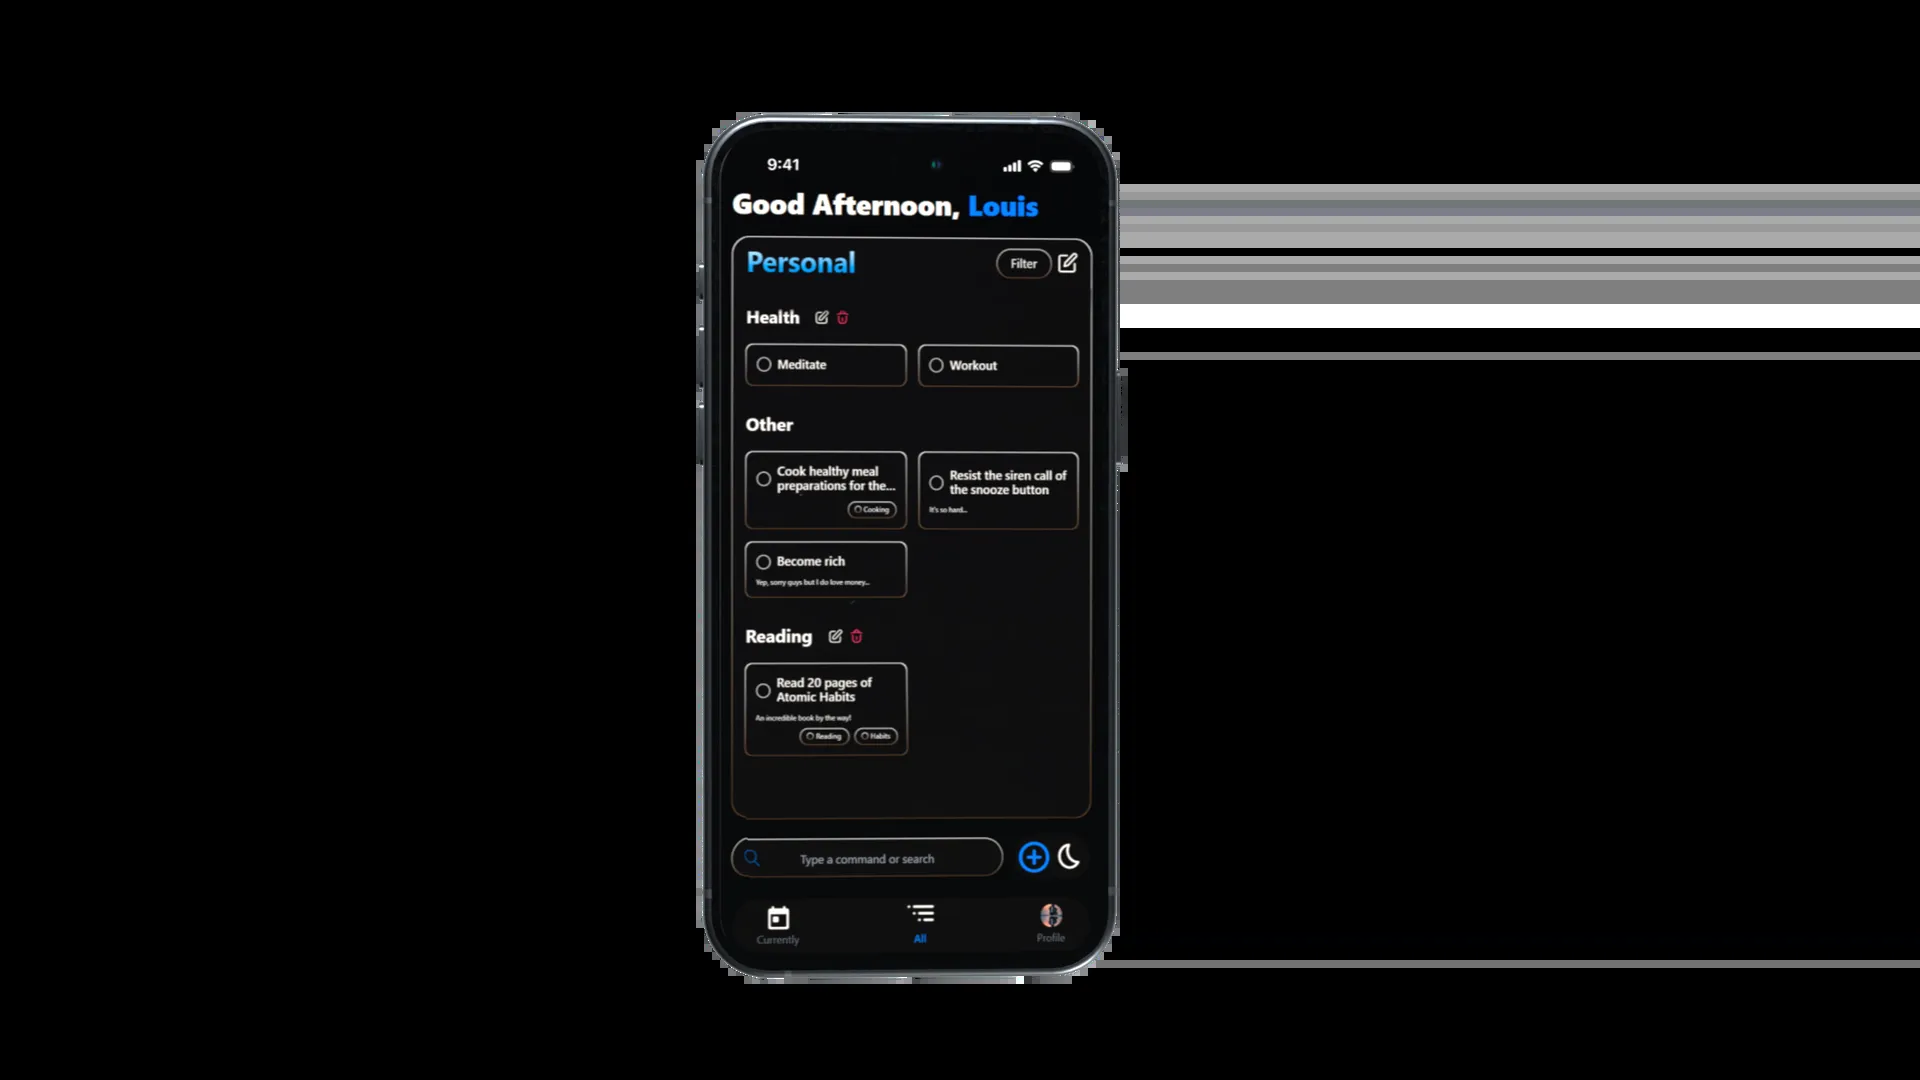 9:41
Good Afternoon, Louis
Personal
Filter
Health
Meditate
Workout
Other
Cook healthy meal
preparations for the...
Cooking
Resist the siren call of
the snooze button
It's so hard...
Become rich
Yep, sorry guys but I do love money...
Reading
Read 20 pages of
Atomic Habits
An incredible book by the way!
Reading
Habits
Type a command or search
Currently
All
Profile